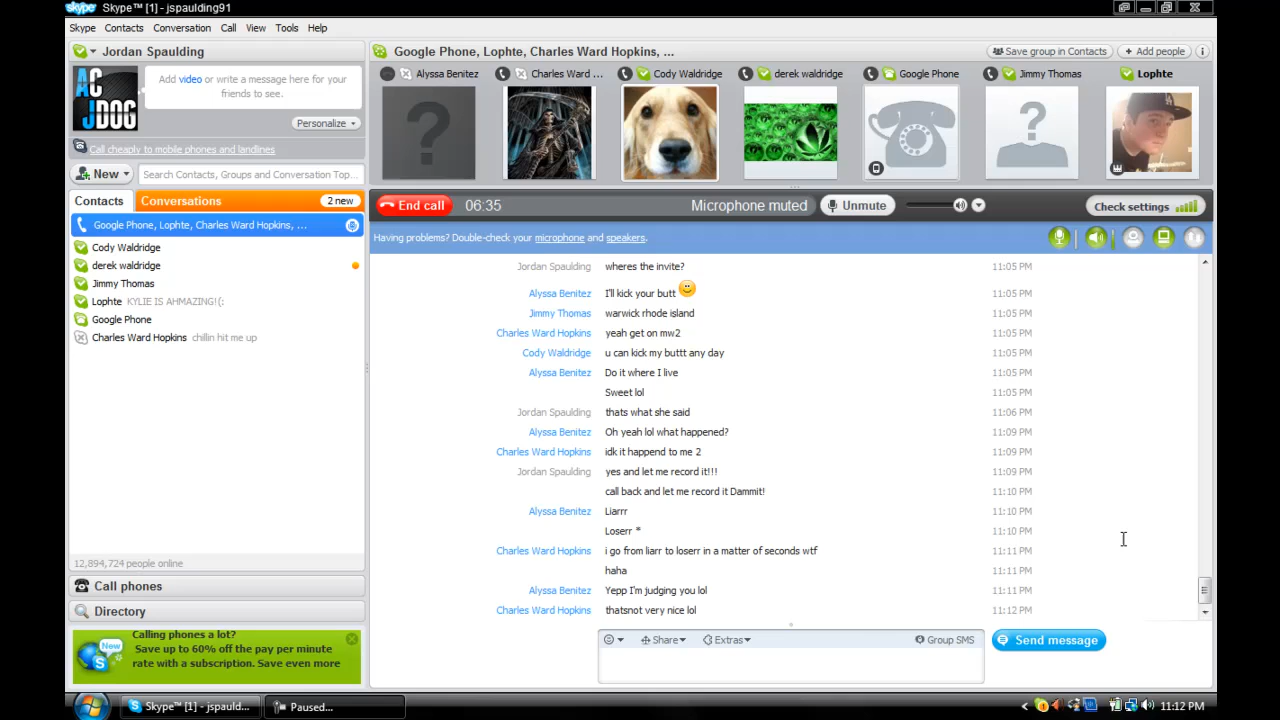 Skype™ [1] - jspaulding91
Skype Contacts Conversation Call View Tools Help
Jordan Spaulding
AC JDOG
Add video or write a message here for your friends to see.
Personalize
Call cheaply to mobile phones and landlines
New
Search Contacts, Groups and Conversation Top...
Contacts
Conversations
2 new
Google Phone, Lophte, Charles Ward Hopkins, ...
Cody Waldridge
derek waldridge
Jimmy Thomas
Lophte KYLIE IS AHMAZING!(:
Google Phone
Charles Ward Hopkins chillin hit me up
12,894,724 people online
Call phones
Directory
New
Calling phones a lot?
Save up to 60% off the pay per minute
rate with a subscription. Save even more
Google Phone, Lophte, Charles Ward Hopkins, ...
Save group in Contacts
+ Add people
Alyssa Benitez
Charles Ward ...
Cody Waldridge
derek waldridge
Google Phone
Jimmy Thomas
Lophte
End call
06:35
Microphone muted
Unmute
Check settings
Having problems? Double-check your microphone and speakers.
Jordan Spaulding wheres the invite? 11:05 PM
Alyssa Benitez I'll kick your butt 11:05 PM
Jimmy Thomas warwick rhode island 11:05 PM
Charles Ward Hopkins yeah get on mw2 11:05 PM
Cody Waldridge u can kick my buttt any day 11:05 PM
Alyssa Benitez Do it where I live 11:05 PM
Sweet lol 11:05 PM
Jordan Spaulding thats what she said 11:06 PM
Alyssa Benitez Oh yeah lol what happened? 11:09 PM
Charles Ward Hopkins idk it happend to me 2 11:09 PM
Jordan Spaulding yes and let me record it!!! 11:09 PM
call back and let me record it Dammit! 11:10 PM
Alyssa Benitez Liarrr 11:10 PM
Loserr * 11:10 PM
Charles Ward Hopkins i go from liarr to loserr in a matter of seconds wtf 11:11 PM
haha 11:11 PM
Alyssa Benitez Yepp I'm judging you lol 11:11 PM
Charles Ward Hopkins thatsnot very nice lol 11:12 PM
Share Extras Group SMS
Send message
Skype™ [1] - jspauld...
Paused...
11:12 PM